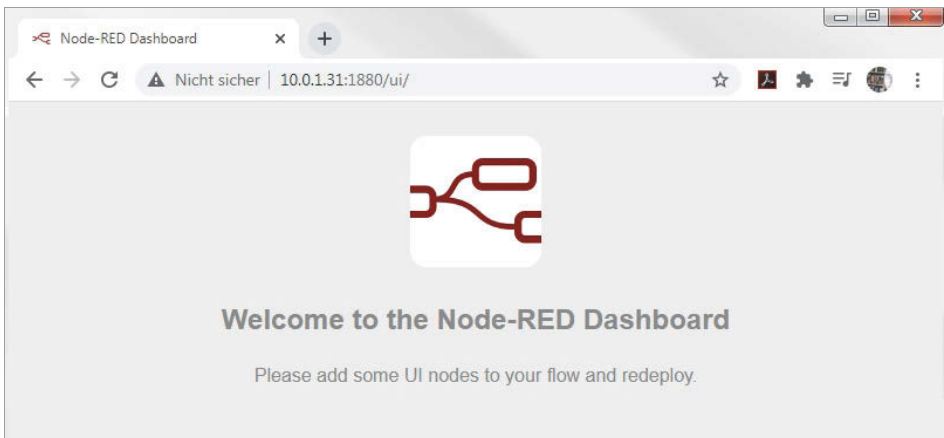 Node-RED Dashboard
Nicht sicher | 10.0.1.31:1880/ui/
Welcome to the Node-RED Dashboard
Please add some UI nodes to your flow and redeploy.